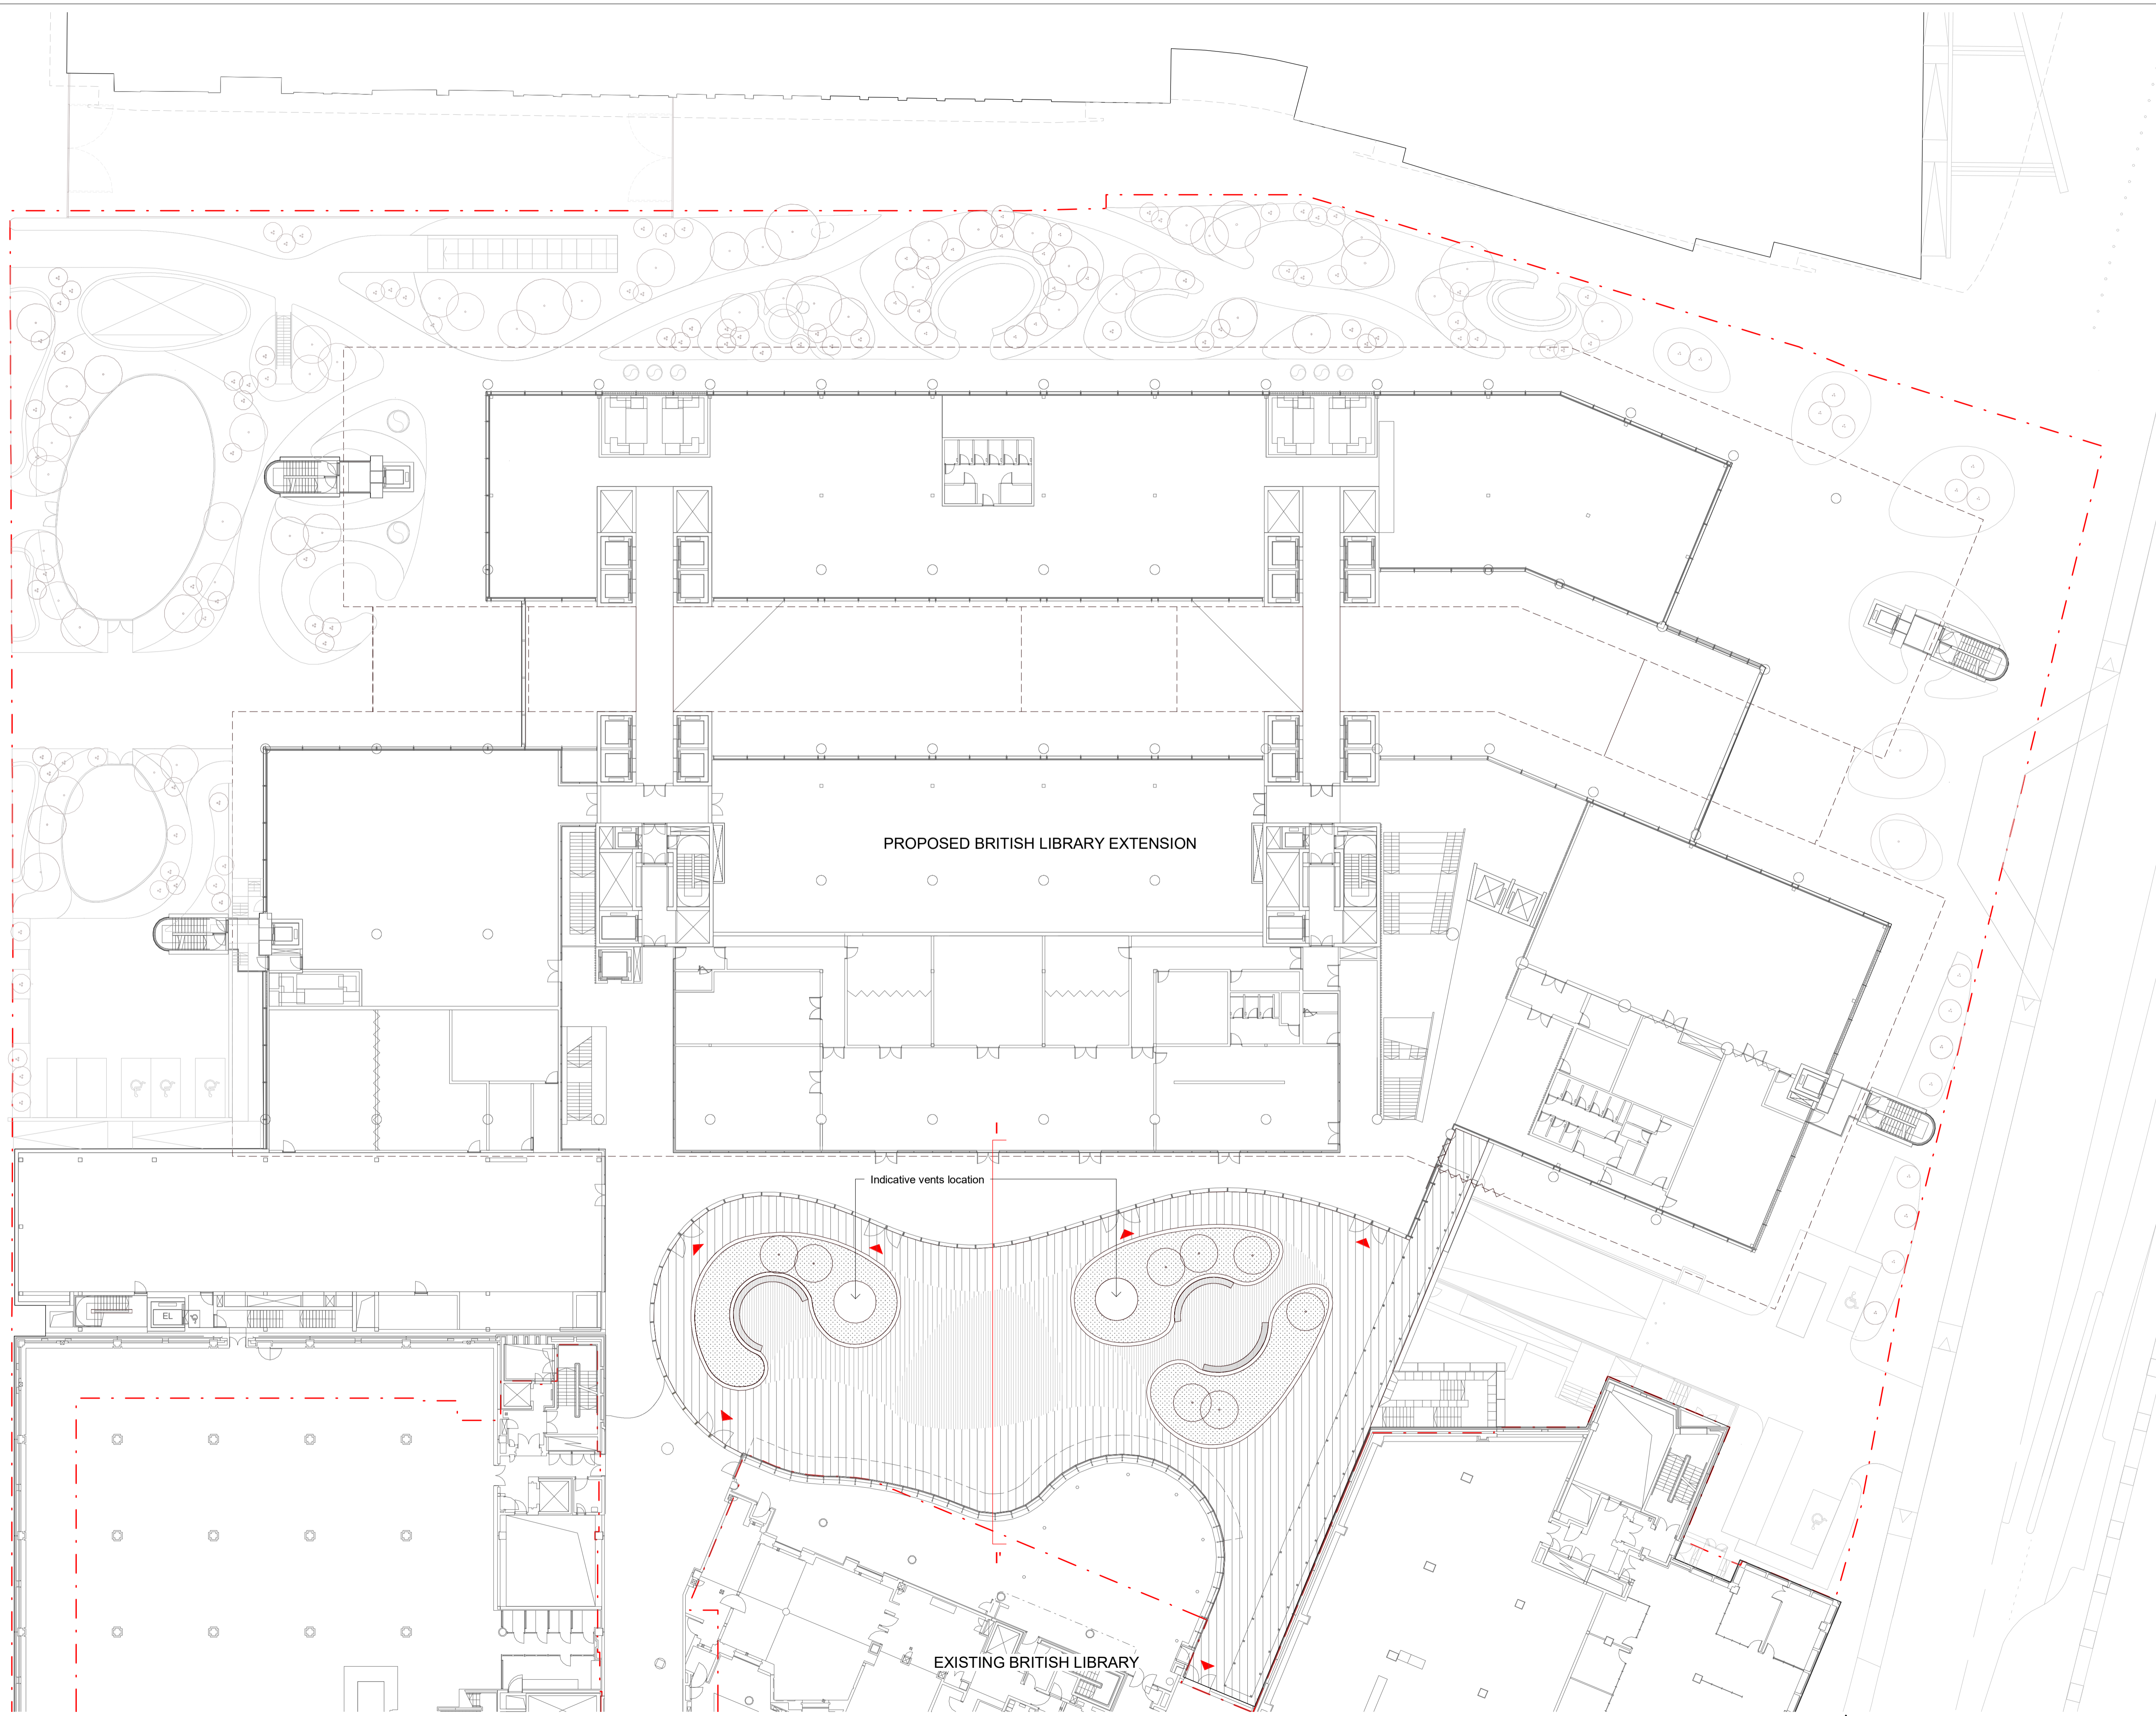 PROPOSED BRITISH LIBRARY EXTENSION
I
Indicative vents location
EL
I'
EXISTING BRITISH LIBRARY